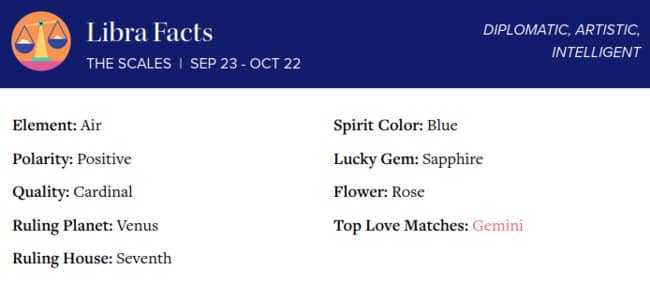 Libra Facts
THE SCALES | SEP 23 - OCT 22
DIPLOMATIC, ARTISTIC,
INTELLIGENT
Element: Air
Polarity: Positive
Quality: Cardinal
Ruling Planet: Venus
Ruling House: Seventh
Spirit Color: Blue
Lucky Gem: Sapphire
Flower: Rose
Top Love Matches: Gemini